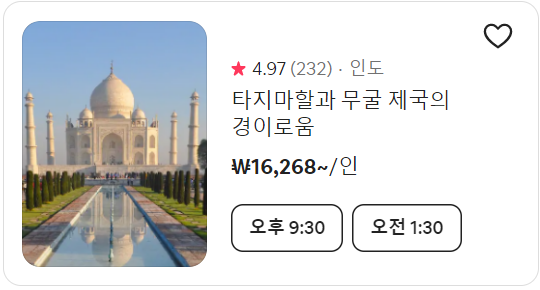 ★ 4.97 (232) · 인도
타지마할과 무굴 제국의
경이로움
₩16,268~/인
오후 9:30 오전 1:30